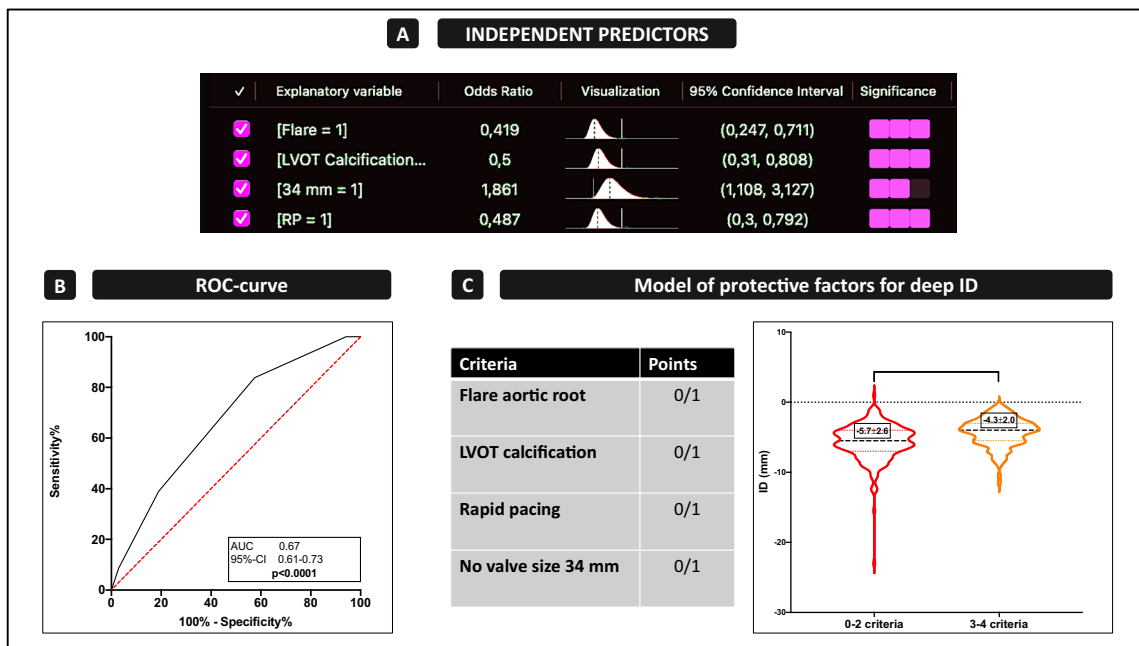 A INDEPENDENT PREDICTORS
✓ Explanatory variable Odds Ratio Visualization 95% Confidence Interval Significance
[Flare = 1] 0,419 (0,247, 0,711)
[LVOT Calcification... 0,5 (0,31, 0,808)
[34 mm = 1] 1,861 (1,108, 3,127)
[RP = 1] 0,487 (0,3, 0,792)
B ROC-curve
100
80
60
40
20
0
Sensitivity%
AUC 0.67
95%-CI 0.61-0.73
p<0.0001
0 20 40 60 80 100
100% - Specificity%
C Model of protective factors for deep ID
Criteria Points
Flare aortic root 0/1
LVOT calcification 0/1
Rapid pacing 0/1
No valve size 34 mm 0/1
10
0
-10
-20
-30
ID (mm)
-5.7±2.6
-4.3±2.0
0-2 criteria 3-4 criteria